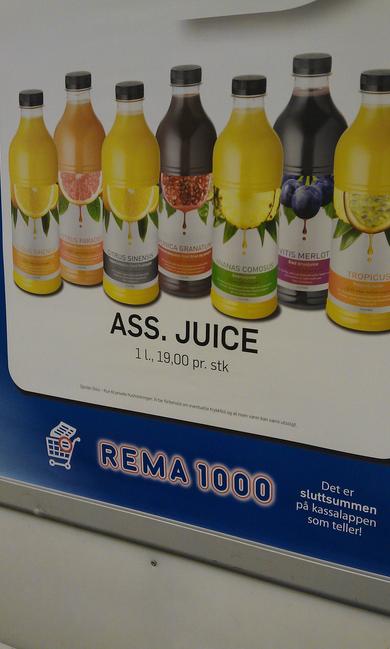 CITRUS SINENSIS
PUNICA GRANATUM
ANANAS COMOSUS
VITIS MERLOT
TROPICUS
ASS. JUICE
1 l., 19,00 pr. stk
REMA 1000
Det er
sluttsummen
på kassalappen
som teller!